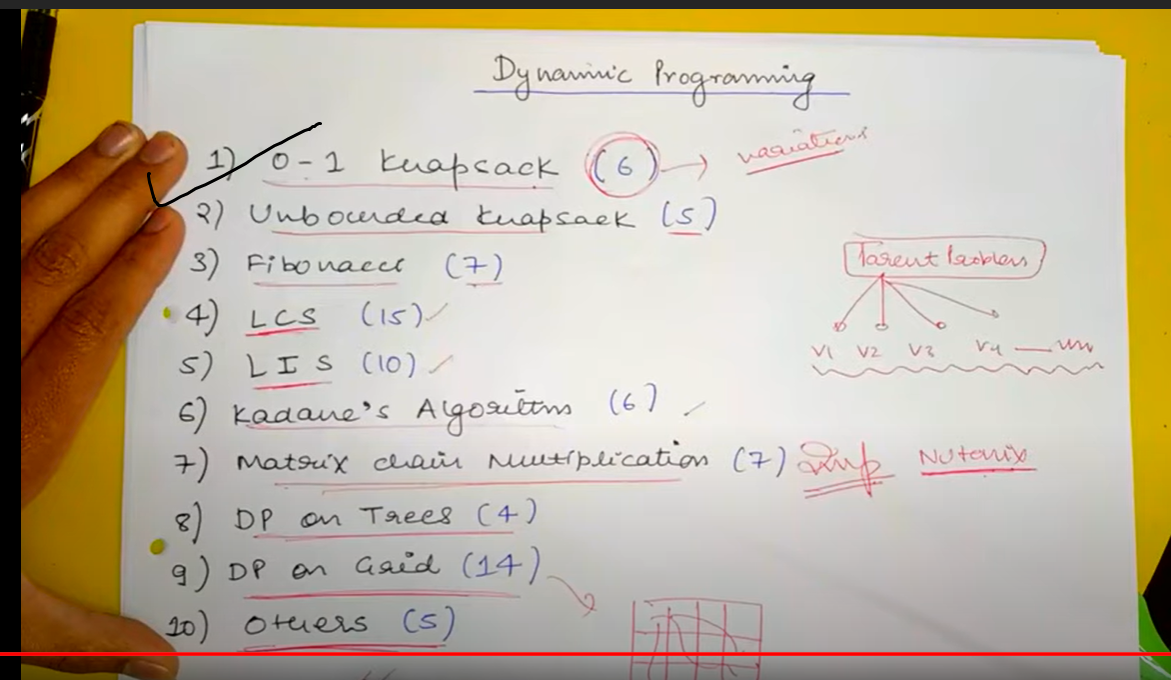 Dynamic Programming
1) 0-1 Knapsack (6) → variations
2) Unbounded Knapsack (5)
3) Fibonacci (7)
Parent Problem
4) LCS (15) ✓
V1 V2 V3 V4 — Vn
5) LIS (10) ✓
6) Kadane's Algorithm (6) ✓
7) Matrix chain Multiplication (7) Imp Nutanix
8) DP on Trees (4)
9) DP on Grid (14)
10) Others (5)